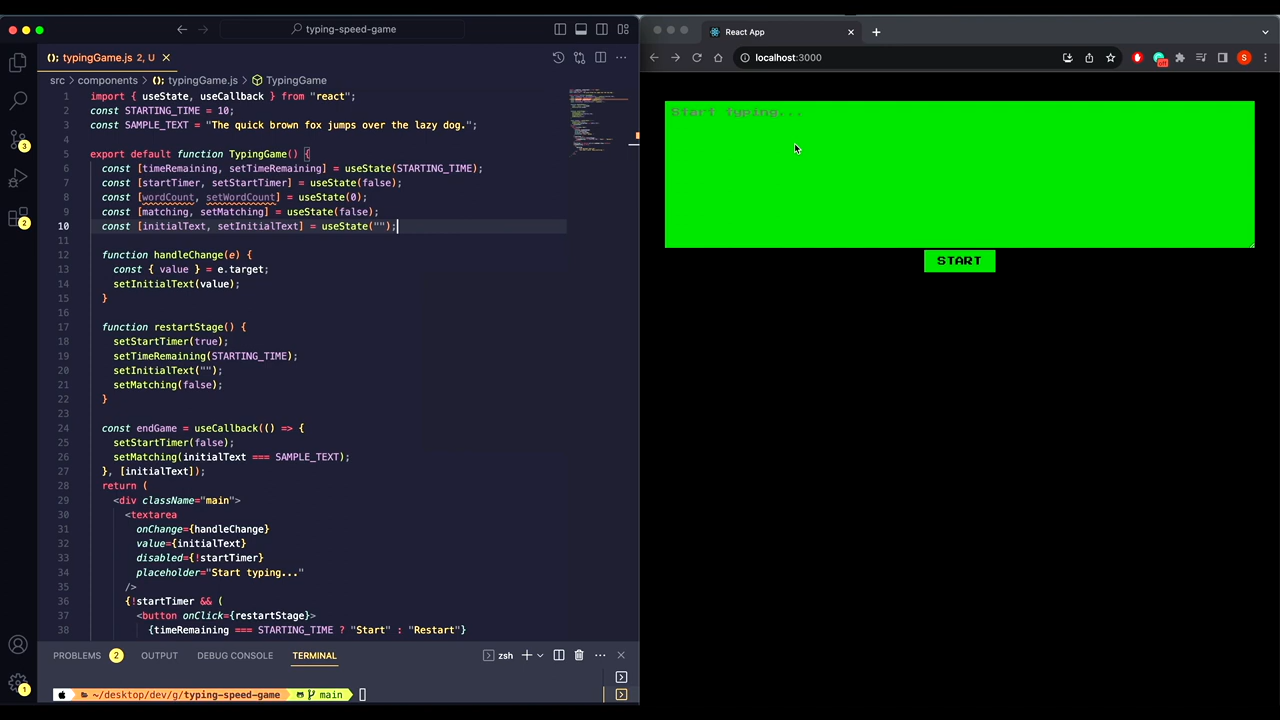 typing-speed-game
typingGame.js 2, U
src > components > typingGame.js > TypingGame
1 import { useState, useCallback } from "react";
2 const STARTING_TIME = 10;
3 const SAMPLE_TEXT = "The quick brown fox jumps over the lazy dog.";
4
5 export default function TypingGame() {
6 const [timeRemaining, setTimeRemaining] = useState(STARTING_TIME);
7 const [startTimer, setStartTimer] = useState(false);
8 const [wordCount, setWordCount] = useState(0);
9 const [matching, setMatching] = useState(false);
10 const [initialText, setInitialText] = useState("");
11
12 function handleChange(e) {
13 const { value } = e.target;
14 setInitialText(value);
15 }
16
17 function restartStage() {
18 setStartTimer(true);
19 setTimeRemaining(STARTING_TIME);
20 setInitialText("");
21 setMatching(false);
22 }
23
24 const endGame = useCallback(() => {
25 setStartTimer(false);
26 setMatching(initialText === SAMPLE_TEXT);
27 }, [initialText]);
28 return (
29 <div className="main">
30 <textarea
31 onChange={handleChange}
32 value={initialText}
33 disabled={!startTimer}
34 placeholder="Start typing..."
35 />
36 {!startTimer && (
37 <button onClick={restartStage}>
38 {timeRemaining === STARTING_TIME ? "Start" : "Restart"}
3
2
1
PROBLEMS 2 OUTPUT DEBUG CONSOLE TERMINAL
zsh
~/desktop/dev/g/typing-speed-game main
React App
localhost:3000
off
S
Start typing...
START